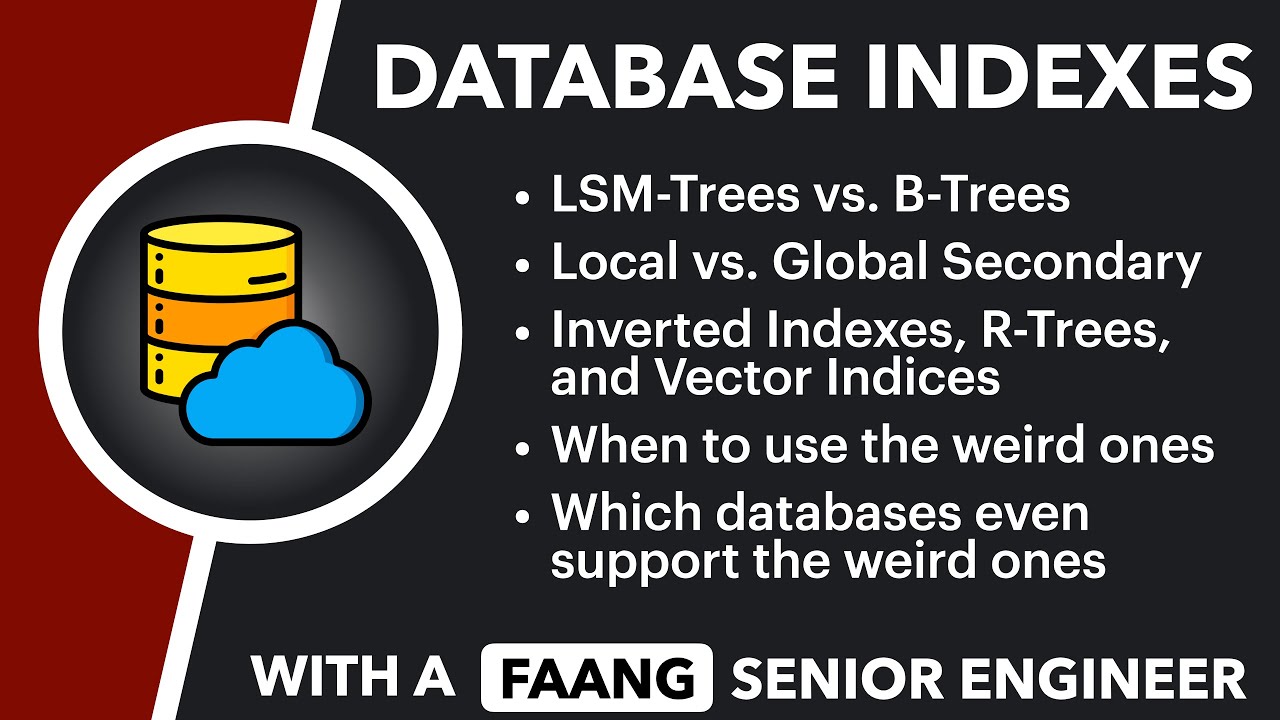 DATABASE INDEXES
• LSM-Trees vs. B-Trees
• Local vs. Global Secondary
• Inverted Indexes, R-Trees,
and Vector Indices
• When to use the weird ones
• Which databases even
support the weird ones
WITH A FAANG SENIOR ENGINEER